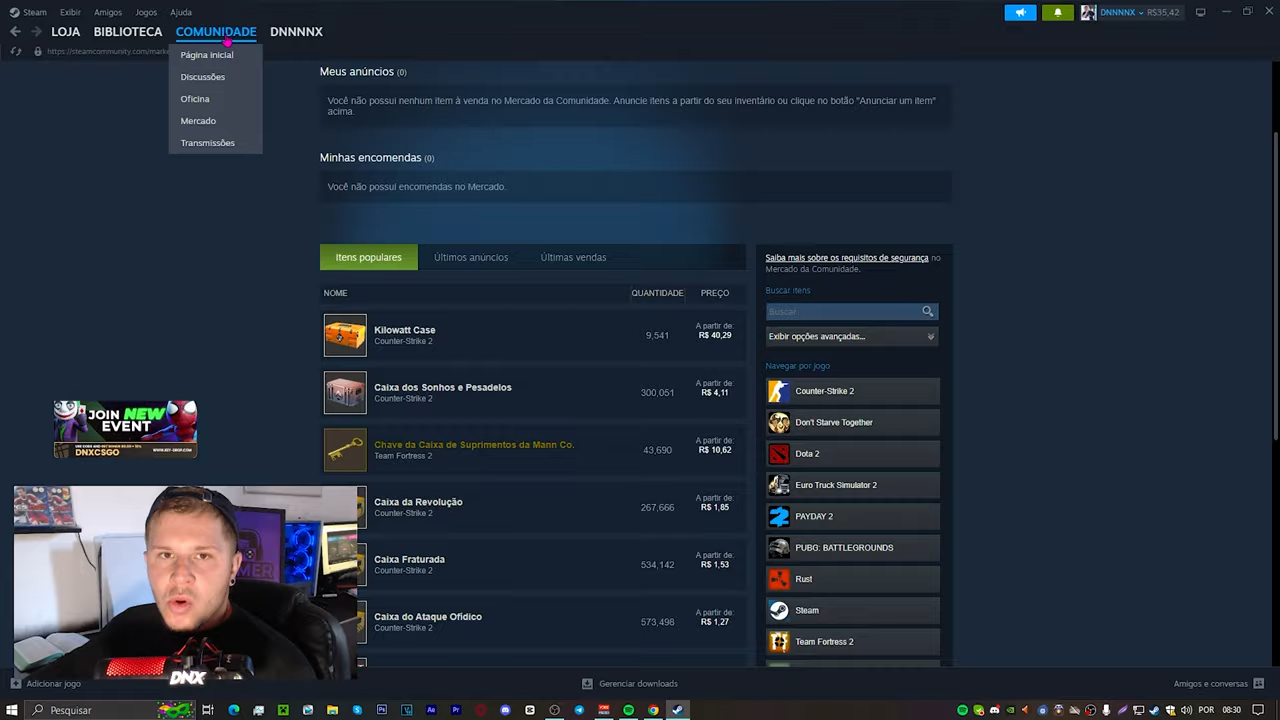 Steam Exibir Amigos Jogos Ajuda
DNNNNX R$35,42
LOJA BIBLIOTECA COMUNIDADE DNNNNX
https://steamcommunity.com/marke
Página inicial
Discussões
Oficina
Mercado
Transmissões
Meus anúncios (0)
Você não possui nenhum item à venda no Mercado da Comunidade. Anuncie itens a partir do seu inventário ou clique no botão "Anunciar um item"
acima.
Minhas encomendas (0)
Você não possui encomendas no Mercado.
Itens populares Últimos anúncios Últimas vendas
NOME QUANTIDADE PREÇO
Kilowatt Case
Counter-Strike 2
9,541
A partir de:
R$ 40,29
Caixa dos Sonhos e Pesadelos
Counter-Strike 2
300,051
A partir de:
R$ 4,11
Chave da Caixa de Suprimentos da Mann Co.
Team Fortress 2
43,690
A partir de:
R$ 10,62
Caixa da Revolução
Counter-Strike 2
267,666
A partir de:
R$ 1,85
Caixa Fraturada
Counter-Strike 2
534,142
A partir de:
R$ 1,53
Caixa do Ataque Ofídico
Counter-Strike 2
573,498
A partir de:
R$ 1,27
Saiba mais sobre os requisitos de segurança no
Mercado da Comunidade.
Buscar itens
Buscar
Exibir opções avançadas...
Navegar por jogo
Counter-Strike 2
Don't Starve Together
Dota 2
Euro Truck Simulator 2
PAYDAY 2
PUBG: BATTLEGROUNDS
Rust
Steam
Team Fortress 2
JOIN NEW
EVENT
DNXCSGO
WWW.KEY-DROP.COM
DNX
Adicionar jogo
Gerenciar downloads
Amigos e conversas
Pesquisar
POR 08:30